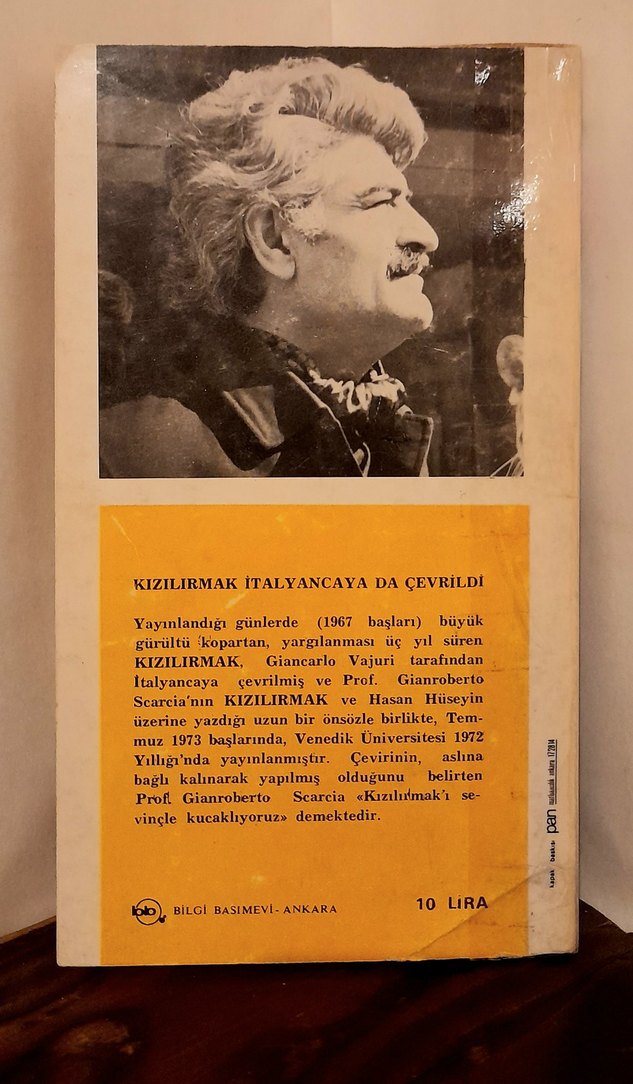 KIZILIRMAK İTALYANCAYA DA ÇEVRİLDİ
Yayınlandığı günlerde (1967 başları) büyük
gürültü kopartan, yargılanması üç yıl süren
KIZILIRMAK, Giancarlo Vajuri tarafından
İtalyancaya çevrilmiş ve Prof. Gianroberto
Scarcia'nın KIZILIRMAK ve Hasan Hüseyin
üzerine yazdığı uzun bir önsözle birlikte, Tem-
muz 1973 başlarında, Venedik Üniversitesi 1972
Yıllığı'nda yayınlanmıştır. Çevirinin, aslına
bağlı kalınarak yapılmış olduğunu belirten
Prof. Gianroberto Scarcia «Kızılırmak'ı se-
vinçle kucaklıyoruz» demektedir.
BİLGİ BASIMEVİ - ANKARA
10 LİRA
kapak baskısı pan matbaacılık ankara 172814